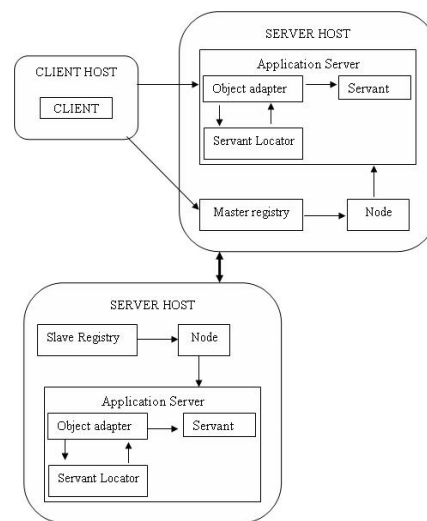 SERVER HOST
CLIENT HOST
CLIENT
Application Server
Object adapter
Servant
Servant Locator
Master registry
Node
SERVER HOST
Slave Registry
Node
Application Server
Object adapter
Servant
Servant Locator